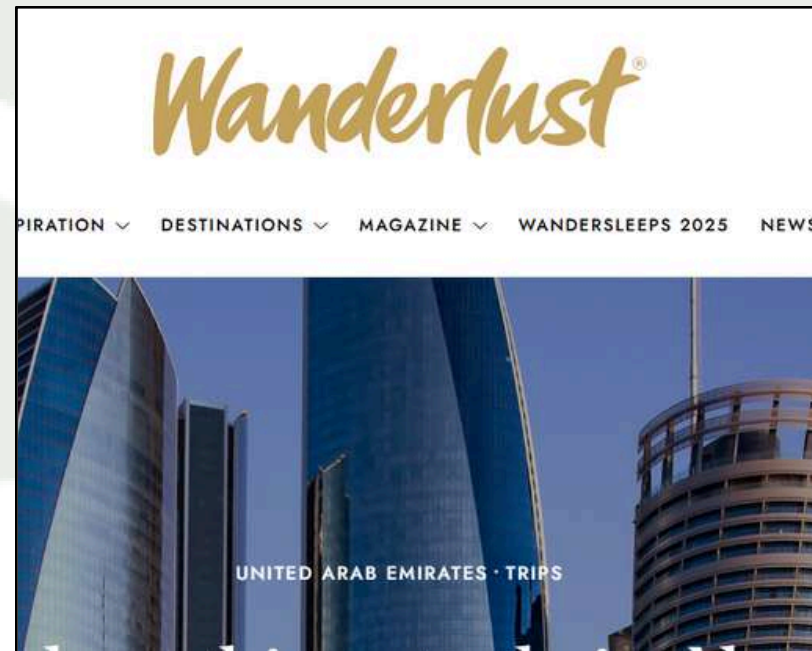 Wanderlust®
PIRATION DESTINATIONS MAGAZINE WANDERSLEEPS 2025 NEWS
UNITED ARAB EMIRATES · TRIPS